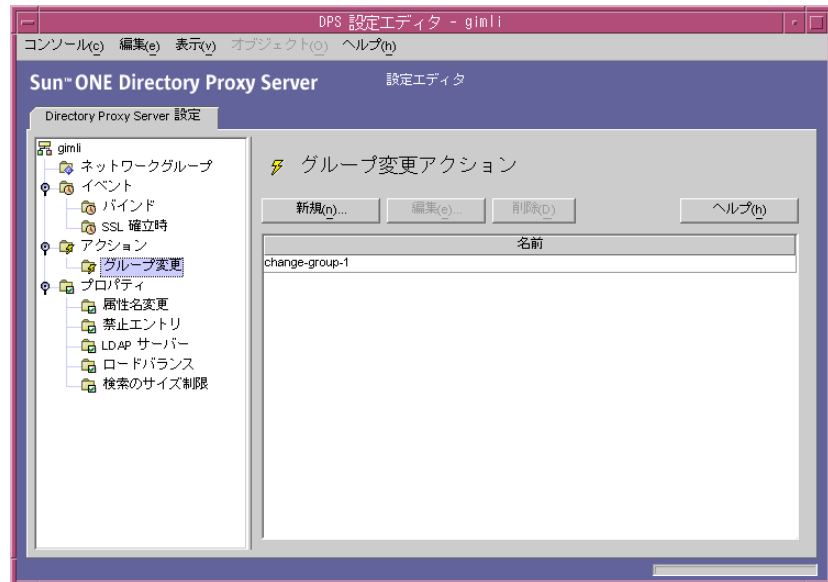 DPS 設定エディタ - gimli
コンソール(c) 編集(e) 表示(v) オブジェクト(o) ヘルプ(h)
Sun™ ONE Directory Proxy Server 設定エディタ
Directory Proxy Server 設定
gimli
ネットワークグループ
イベント
バインド
SSL 確立時
アクション
グループ変更
プロパティ
属性名変更
禁止エントリ
LDAP サーバー
ロードバランス
検索のサイズ制限
グループ変更アクション
新規(n)... 編集(e)... 削除(D) ヘルプ(h)
名前
change-group-1